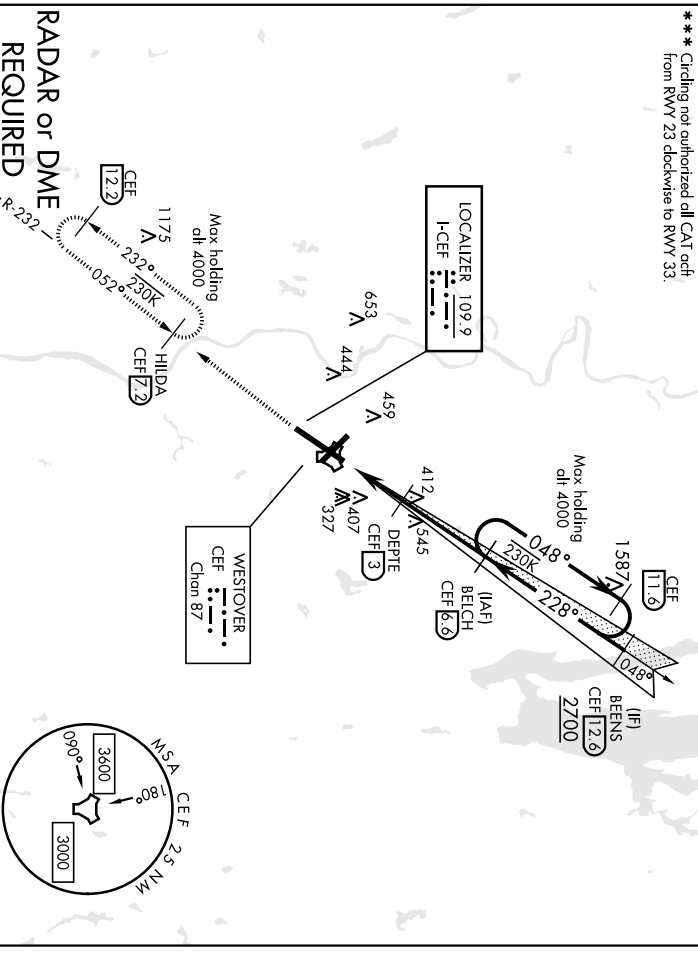 *** Circling not authorized all CAT acft
from RWY 23 clockwise to RWY 33.
LOCALIZER 109.9
I-CEF
CEF
11.6
(IF)
BEENS
CEF 12.6
2700
048°
1587
Max holding
alt 4000
048°
230K
228°
(IAF)
BELCH
CEF 6.6
412
545
DEPTE
CEF 3
407
327
653
444
459
WESTOVER
CEF
Chan 87
1175
Max holding
alt 4000
CEF
12.2
232°
230K
052°
HILDA
CEF 7.2
R-232
RADAR or DME
REQUIRED
MSA CEF 25 NM
180°
3600
090°
3000